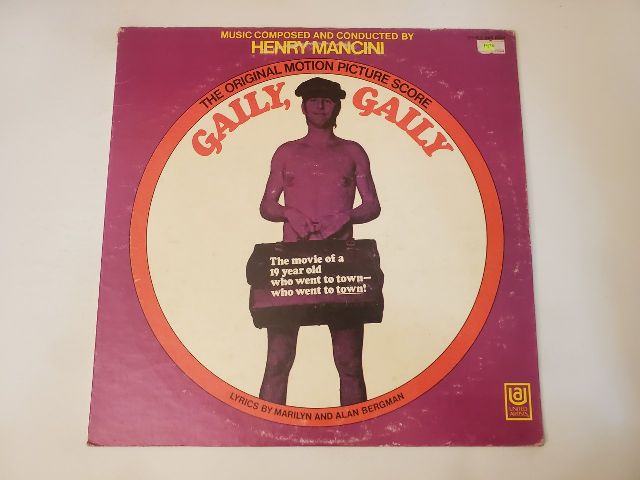 MUSIC COMPOSED AND CONDUCTED BY
HENRY MANCINI
THE ORIGINAL MOTION PICTURE SCORE
GAILY,
GAILY
The movie of a
19 year old
who went to town—
who went to town!
LYRICS BY MARILYN AND ALAN BERGMAN
UNITED
ARTISTS